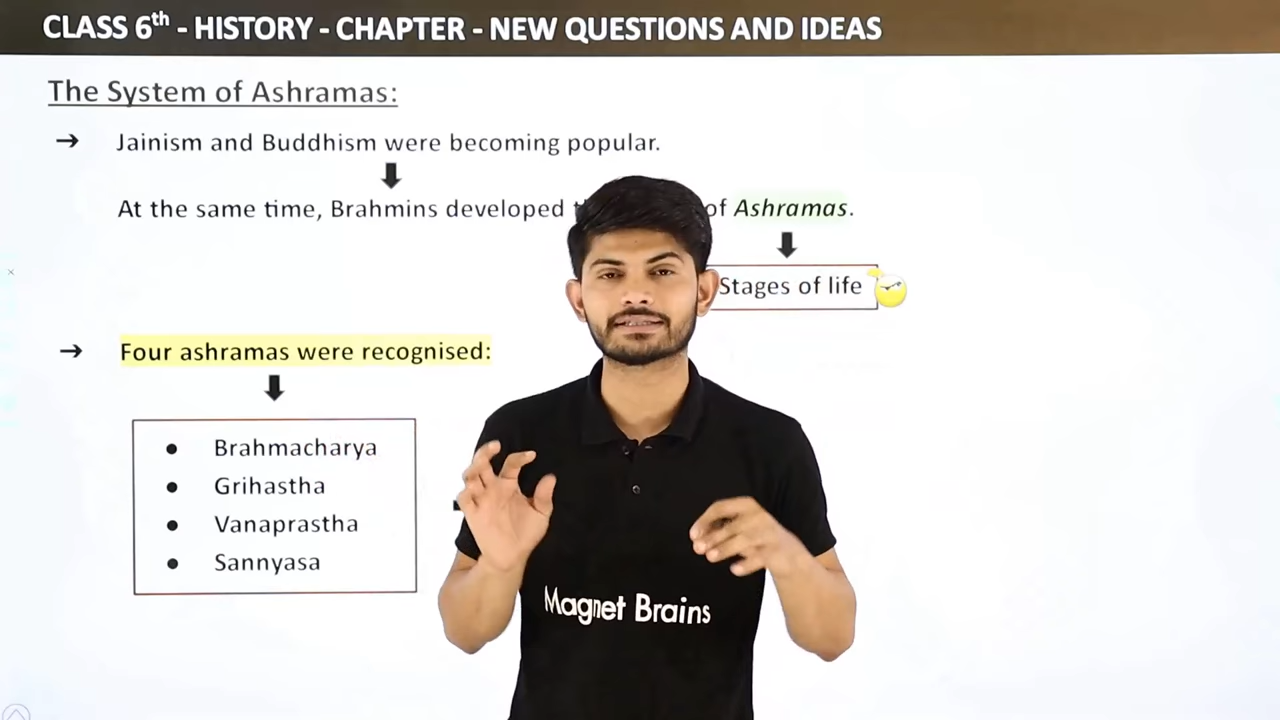 CLASS 6th - HISTORY - CHAPTER - NEW QUESTIONS AND IDEAS
The System of Ashramas:
→ Jainism and Buddhism were becoming popular.
At the same time, Brahmins developed of Ashramas.
Stages of life
→ Four ashramas were recognised:
● Brahmacharya
● Grihastha
● Vanaprastha
● Sannyasa
Magnet Brains